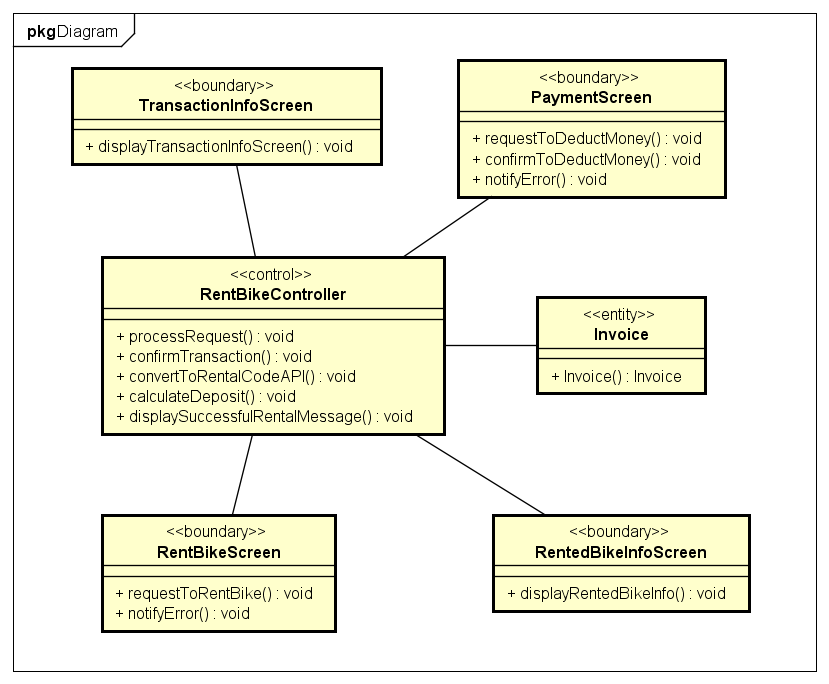 pkgDiagram
<<boundary>>
TransactionInfoScreen
+ displayTransactionInfoScreen() : void
<<boundary>>
PaymentScreen
+ requestToDeductMoney() : void
+ confirmToDeductMoney() : void
+ notifyError() : void
<<control>>
RentBikeController
+ processRequest() : void
+ confirmTransaction() : void
+ convertToRentalCodeAPI() : void
+ calculateDeposit() : void
+ displaySuccessfulRentalMessage() : void
<<entity>>
Invoice
+ Invoice() : Invoice
<<boundary>>
RentBikeScreen
+ requestToRentBike() : void
+ notifyError() : void
<<boundary>>
RentedBikeInfoScreen
+ displayRentedBikeInfo() : void